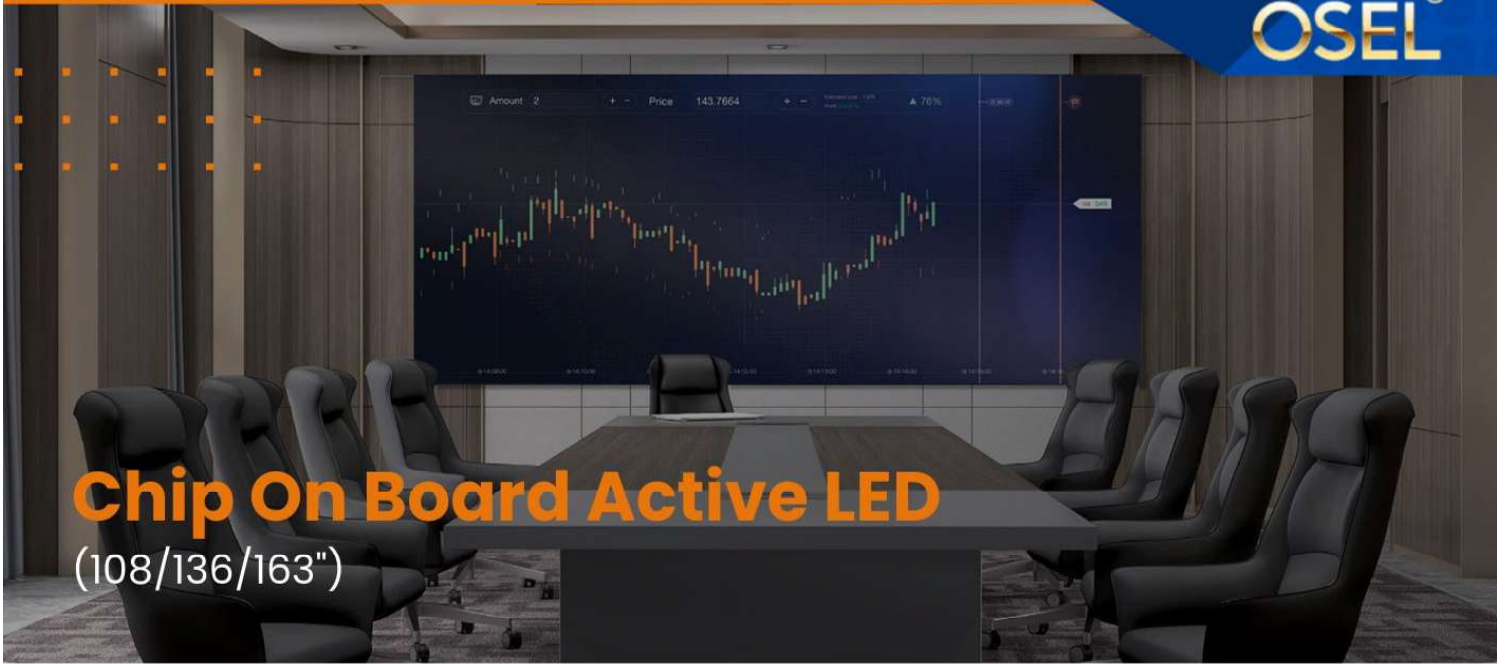 OSEL
Amount 2 + - Price 143.7664 + - ▲ 76%
Chip On Board Active LED
(108/136/163")